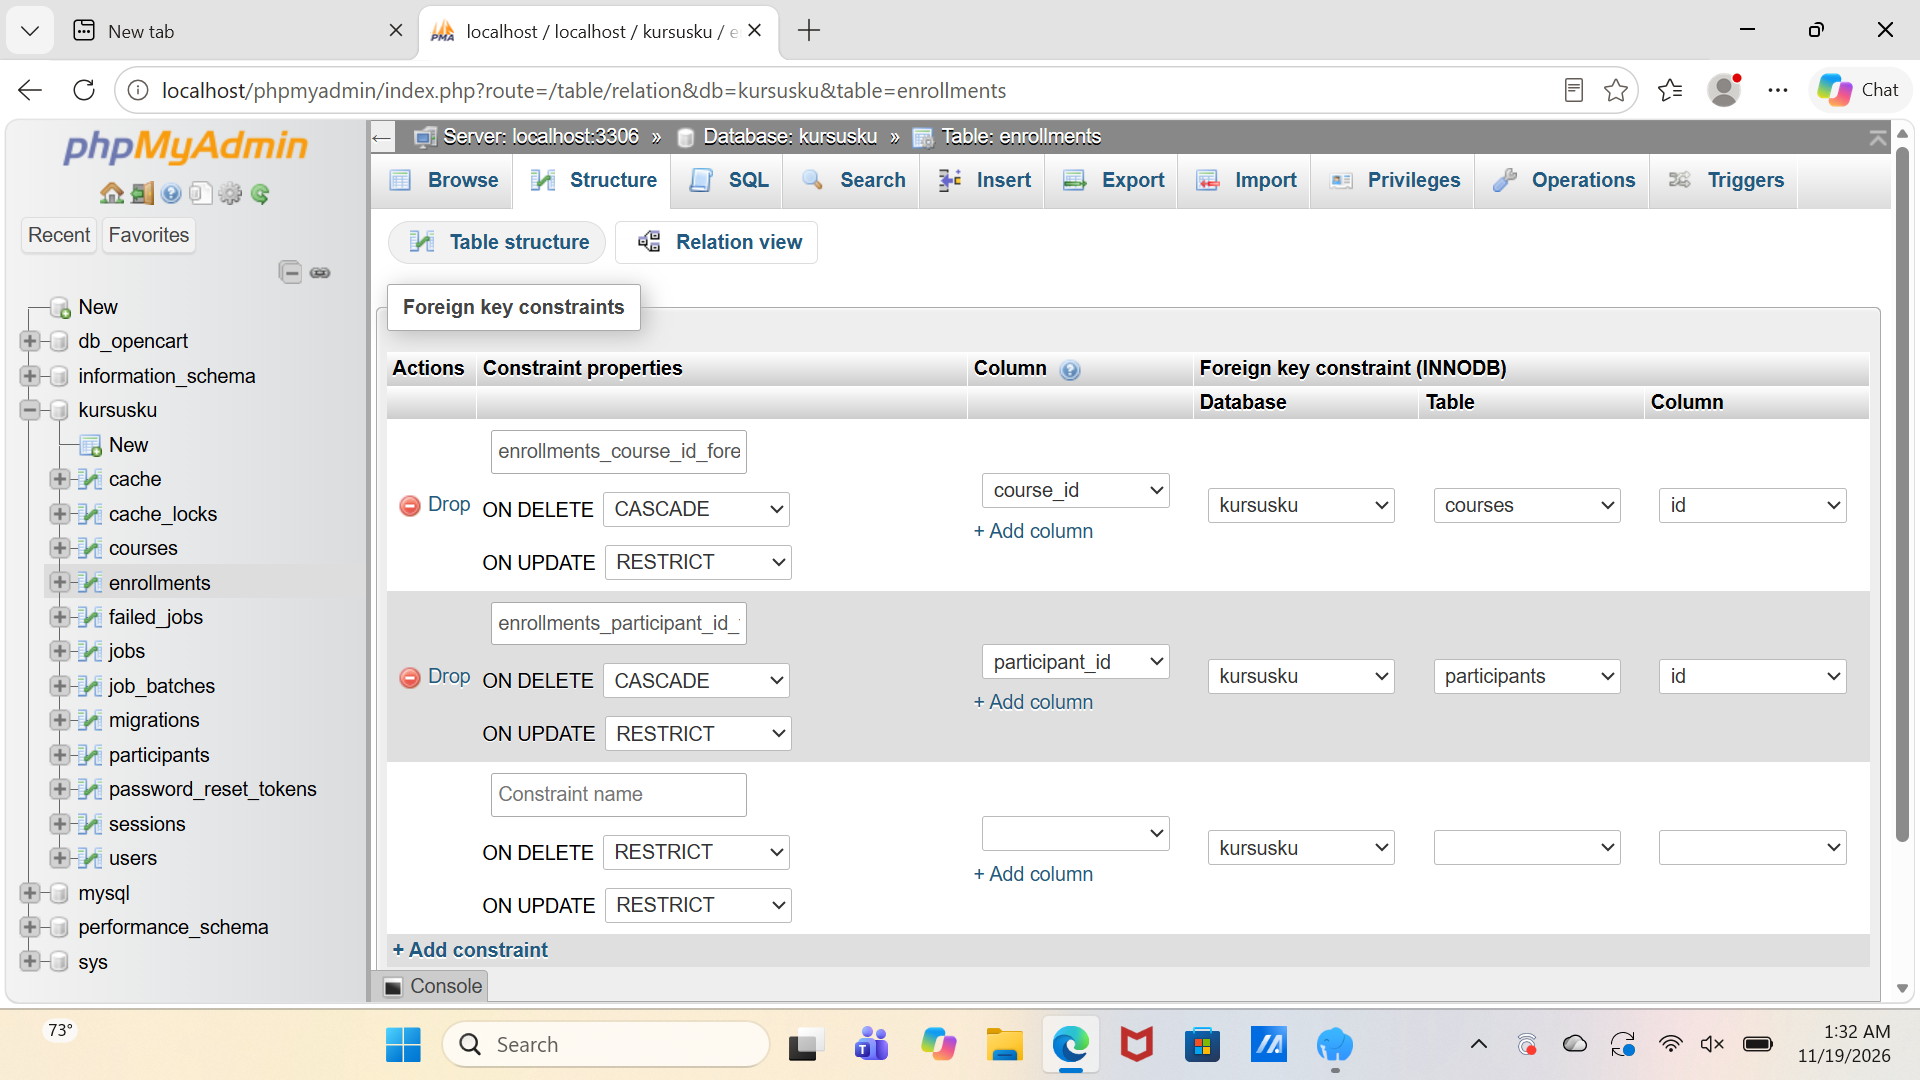 New tab
localhost / localhost / kursusku / e
localhost/phpmyadmin/index.php?route=/table/relation&db=kursusku&table=enrollments
Chat
phpMyAdmin
Recent
Favorites
New
db_opencart
information_schema
kursusku
New
cache
cache_locks
courses
enrollments
failed_jobs
jobs
job_batches
migrations
participants
password_reset_tokens
sessions
users
mysql
performance_schema
sys
Server: localhost:3306 » Database: kursusku » Table: enrollments
Browse Structure SQL Search Insert Export Import Privileges Operations Triggers
Table structure Relation view
Foreign key constraints
Actions Constraint properties Column Foreign key constraint (INNODB)
Database Table Column
enrollments_course_id_fore
Drop ON DELETE CASCADE course_id kursusku courses id
+ Add column
ON UPDATE RESTRICT
enrollments_participant_id_
Drop ON DELETE CASCADE participant_id kursusku participants id
+ Add column
ON UPDATE RESTRICT
Constraint name
ON DELETE RESTRICT kursusku
+ Add column
ON UPDATE RESTRICT
+ Add constraint
Console
73°
Search
1:32 AM
11/19/2026